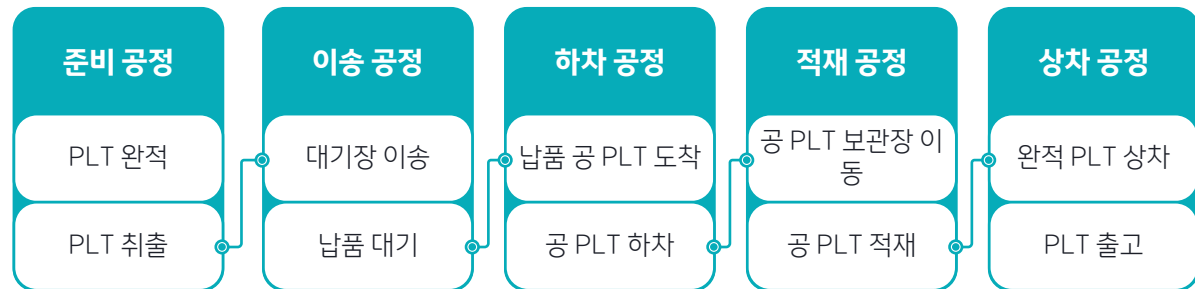 준비 공정
PLT 완적
PLT 취출
이송 공정
대기장 이송
납품 대기
하차 공정
납품 공 PLT 도착
공 PLT 하차
적재 공정
공 PLT 보관장 이
동
공 PLT 적재
상차 공정
완적 PLT 상차
PLT 출고